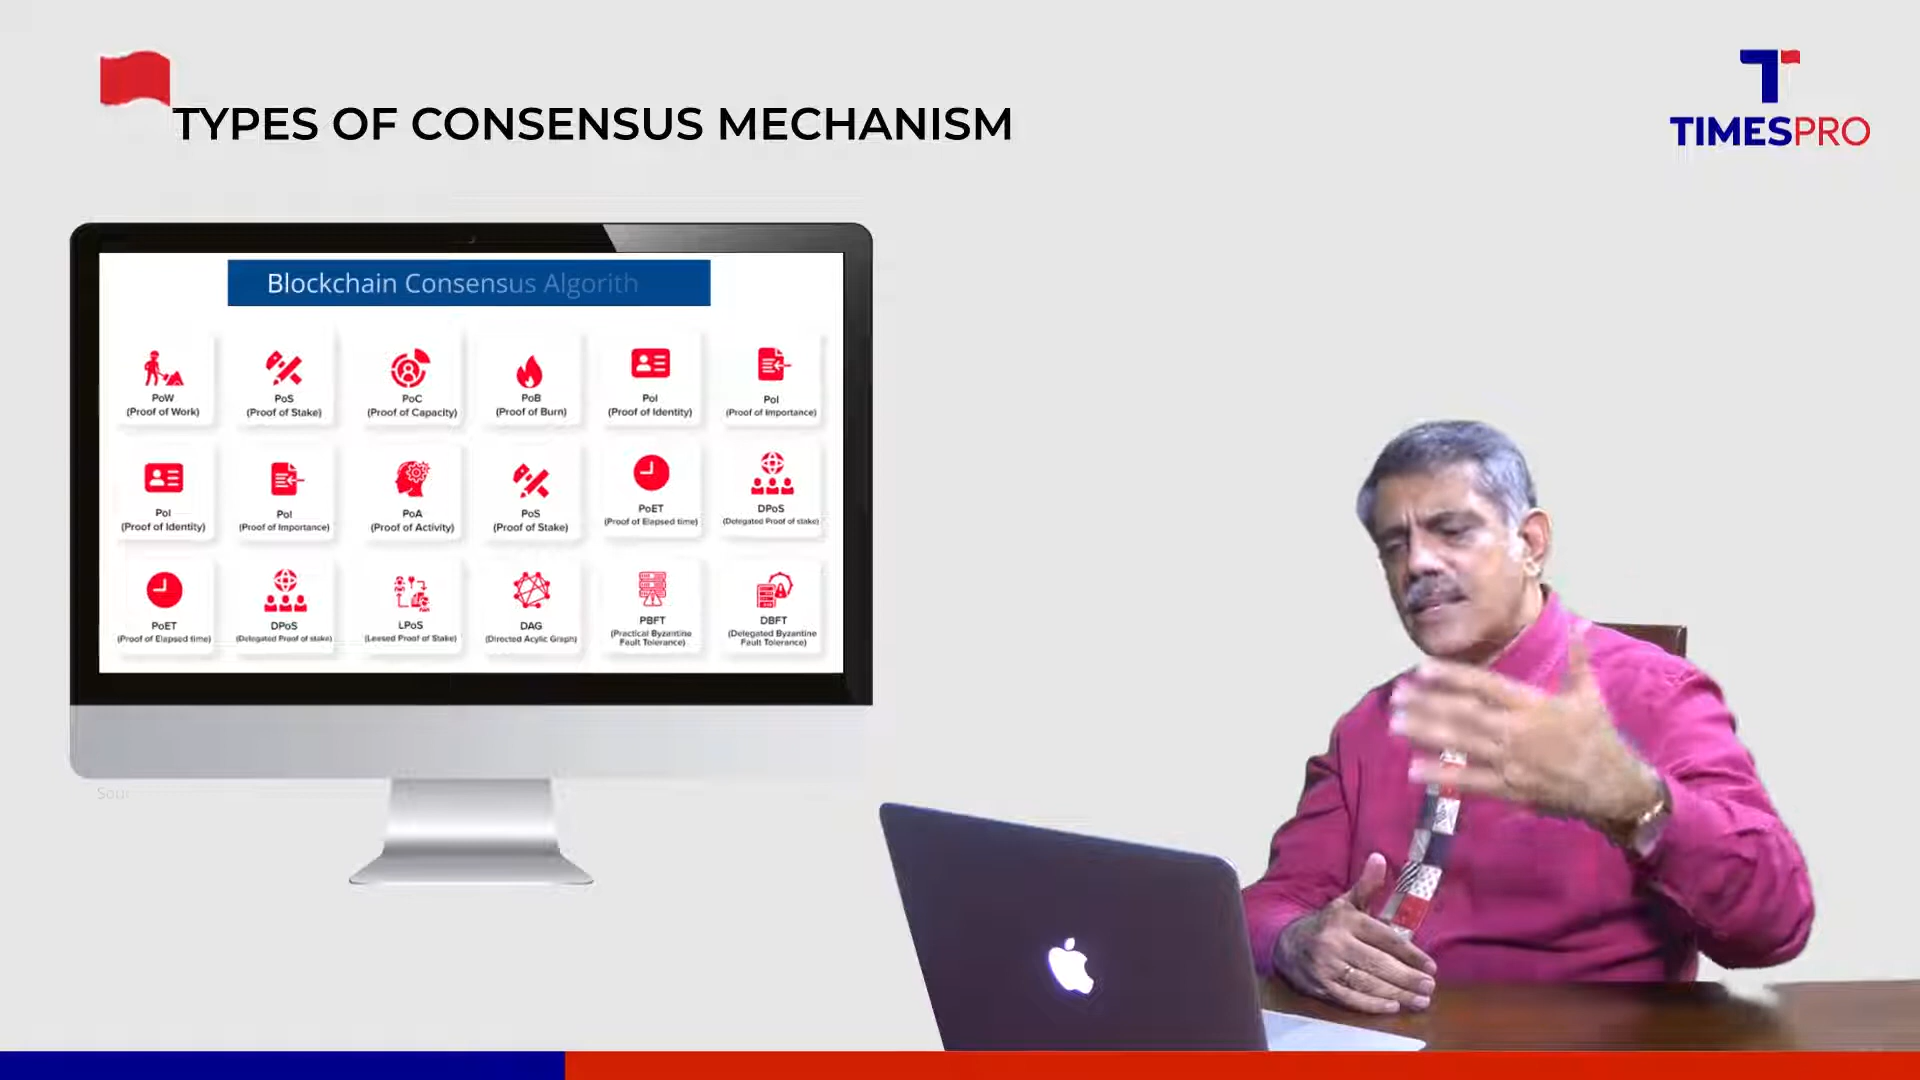 TYPES OF CONSENSUS MECHANISM
TIMESPRO
Blockchain Consensus Algorith
PoW
(Proof of Work)
PoS
(Proof of Stake)
PoC
(Proof of Capacity)
PoB
(Proof of Burn)
PoI
(Proof of Identity)
PoI
(Proof of Importance)
PoI
(Proof of Identity)
PoI
(Proof of Importance)
PoA
(Proof of Activity)
PoS
(Proof of Stake)
PoET
(Proof of Elapsed time)
DPoS
(Delegated Proof of stake)
PoET
(Proof of Elapsed time)
DPoS
(Delegated Proof of stake)
LPoS
(Leesed Proof of Stake)
DAG
(Directed Acylic Graph)
PBFT
(Practical Byzantine
Fault Tolerance)
DBFT
(Delegated Byzantine
Fault Tolerance)
Sour